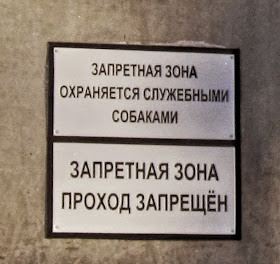 ЗАПРЕТНАЯ ЗОНА
ОХРАНЯЕТСЯ СЛУЖЕБНЫМИ
СОБАКАМИ
ЗАПРЕТНАЯ ЗОНА
ПРОХОД ЗАПРЕЩЁН